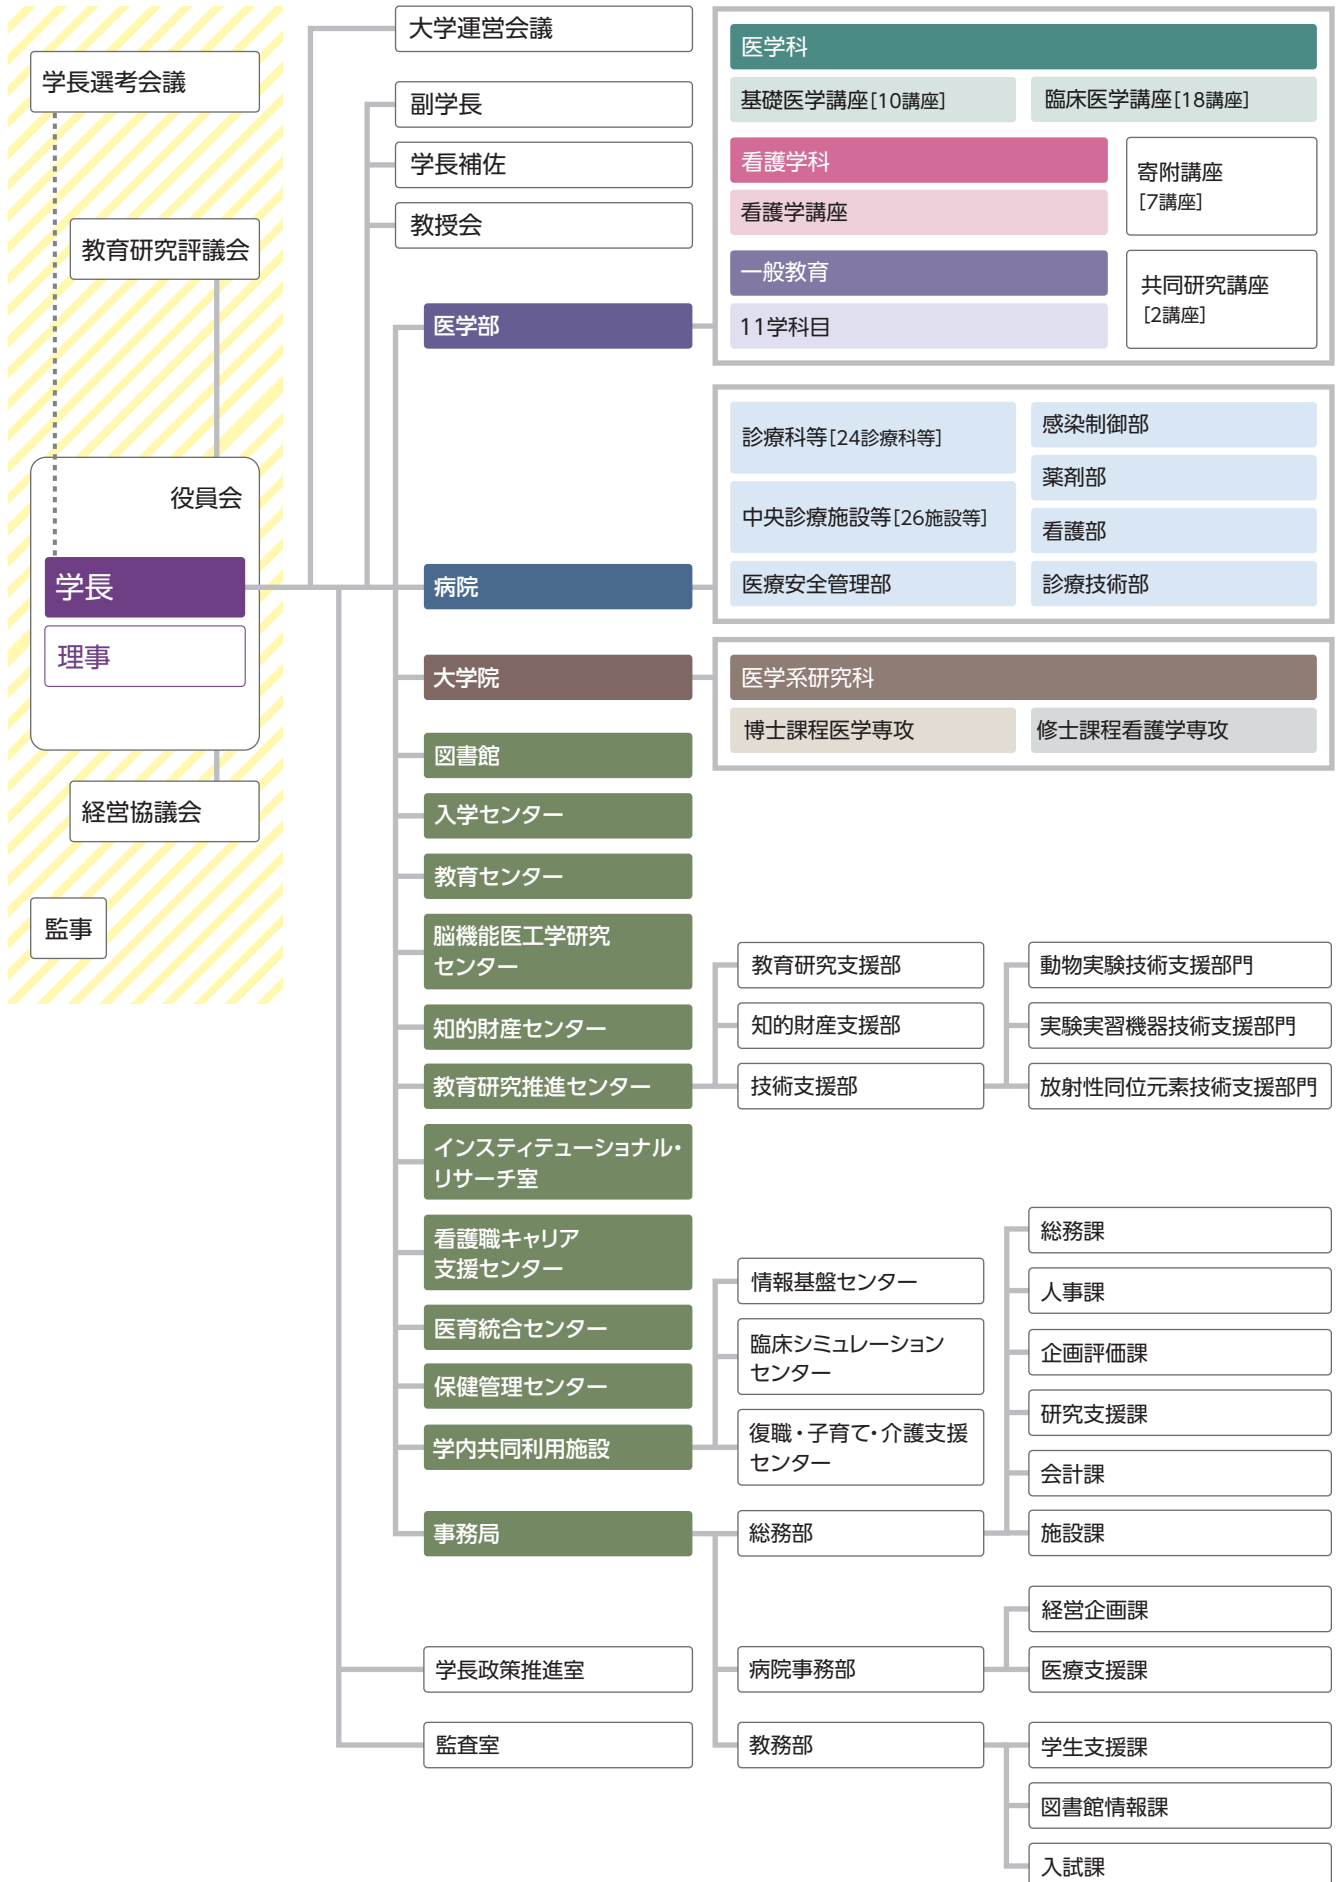 学長選考会議
教育研究評議会
役員会
学長
理事
経営協議会
監事
大学運営会議
副学長
学長補佐
教授会
医学部
医学科
基礎医学講座[10講座]
臨床医学講座[18講座]
看護学科
看護学講座
寄附講座
[7講座]
一般教育
11学科目
共同研究講座
[2講座]
病院
診療科等[24診療科等]
中央診療施設等[26施設等]
医療安全管理部
感染制御部
薬剤部
看護部
診療技術部
大学院
医学系研究科
博士課程医学専攻
修士課程看護学専攻
図書館
入学センター
教育センター
脳機能医工学研究
センター
知的財産センター
教育研究推進センター
教育研究支援部
知的財産支援部
技術支援部
動物実験技術支援部門
実験実習機器技術支援部門
放射性同位元素技術支援部門
インスティテューショナル・
リサーチ室
看護職キャリア
支援センター
医育統合センター
保健管理センター
学内共同利用施設
情報基盤センター
臨床シミュレーション
センター
復職・子育て・介護支援
センター
事務局
総務部
総務課
人事課
企画評価課
研究支援課
会計課
施設課
病院事務部
経営企画課
医療支援課
教務部
学生支援課
図書館情報課
入試課
学長政策推進室
監査室